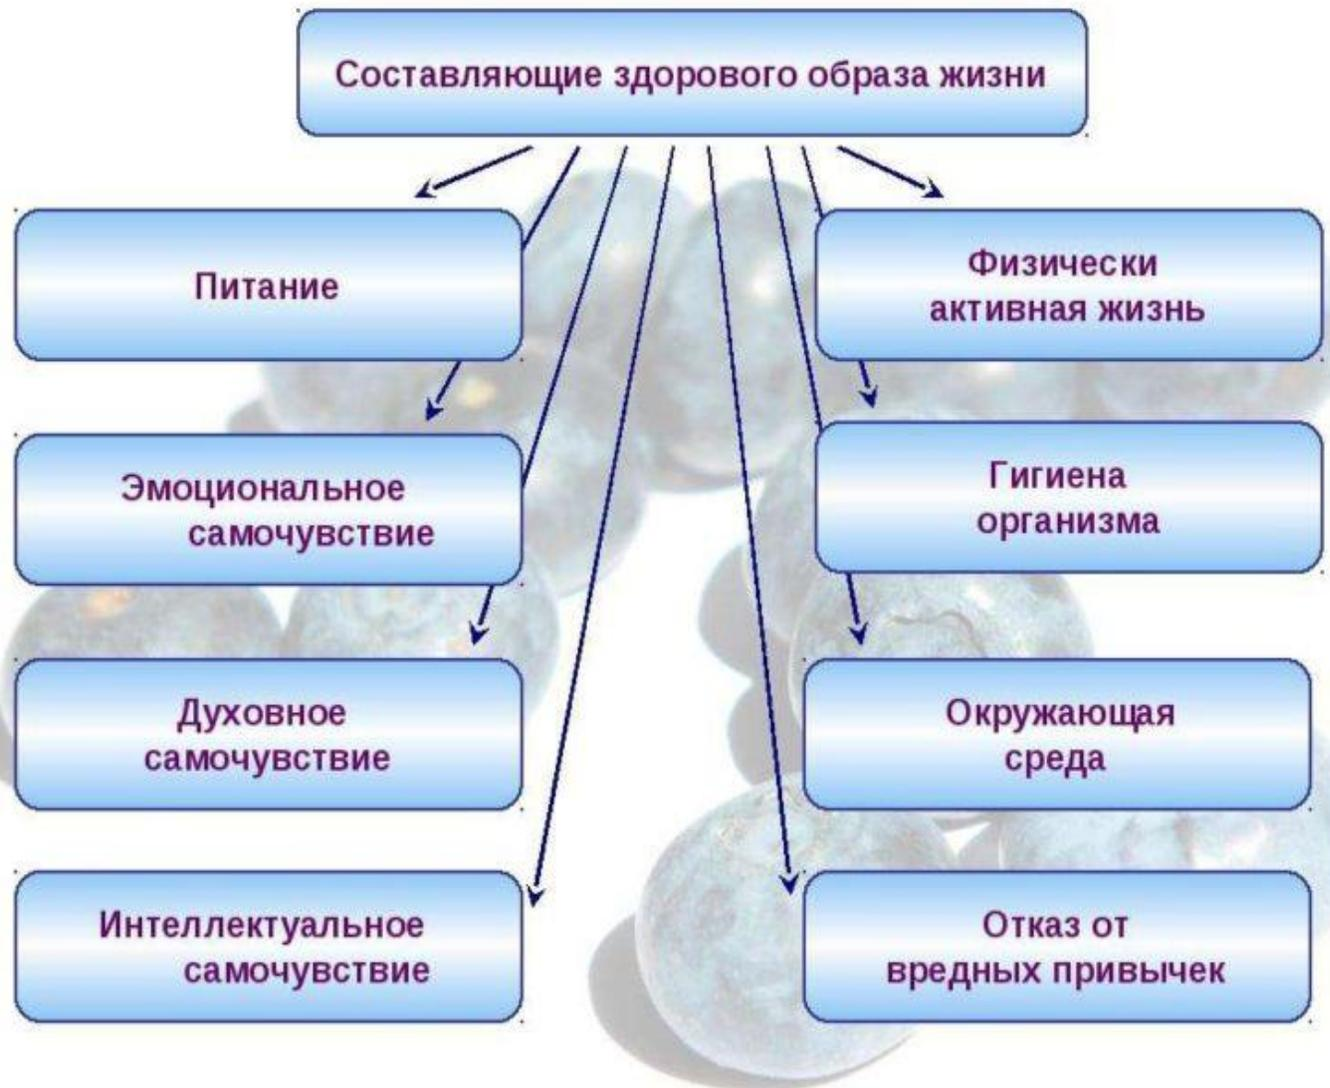 Составляющие здорового образа жизни
Питание
Физически
активная жизнь
Эмоциональное
самочувствие
Гигиена
организма
Духовное
самочувствие
Окружающая
среда
Интеллектуальное
самочувствие
Отказ от
вредных привычек